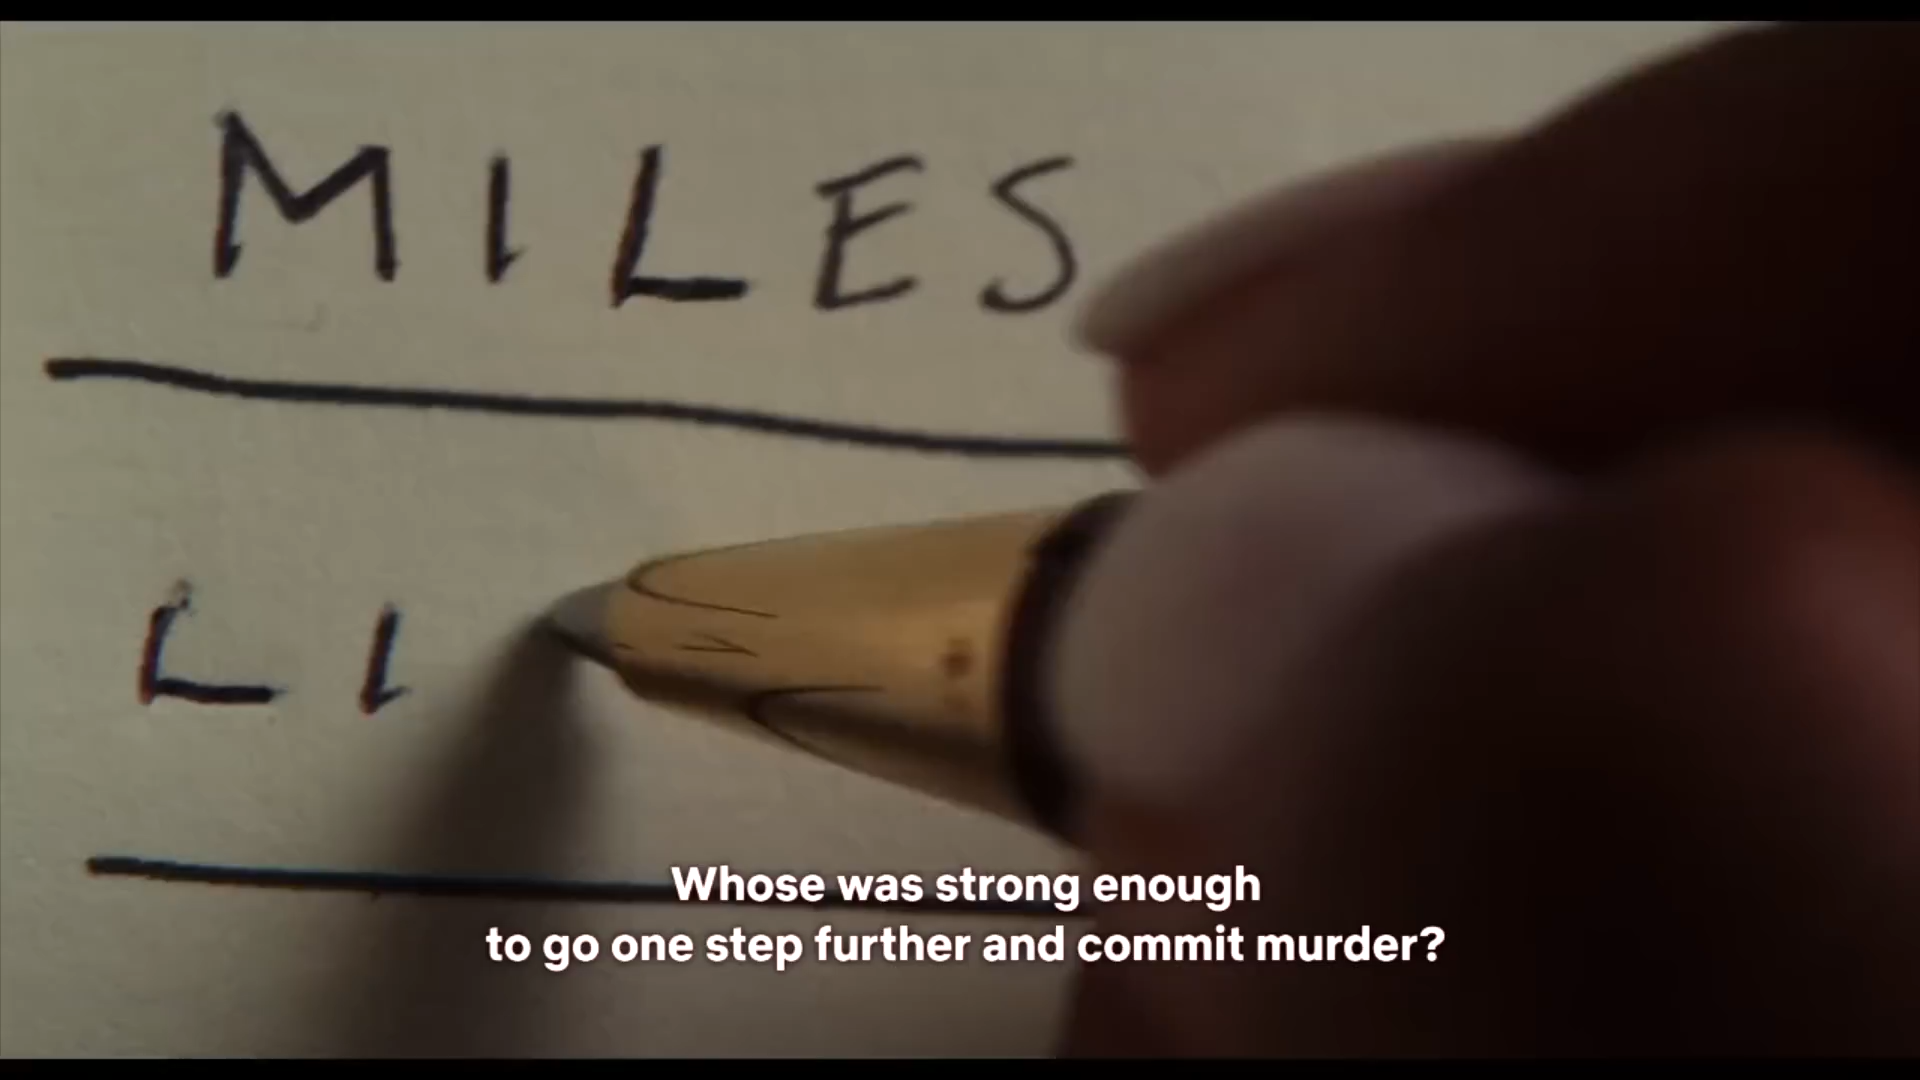 MILES
LI
Whose was strong enough
to go one step further and commit murder?